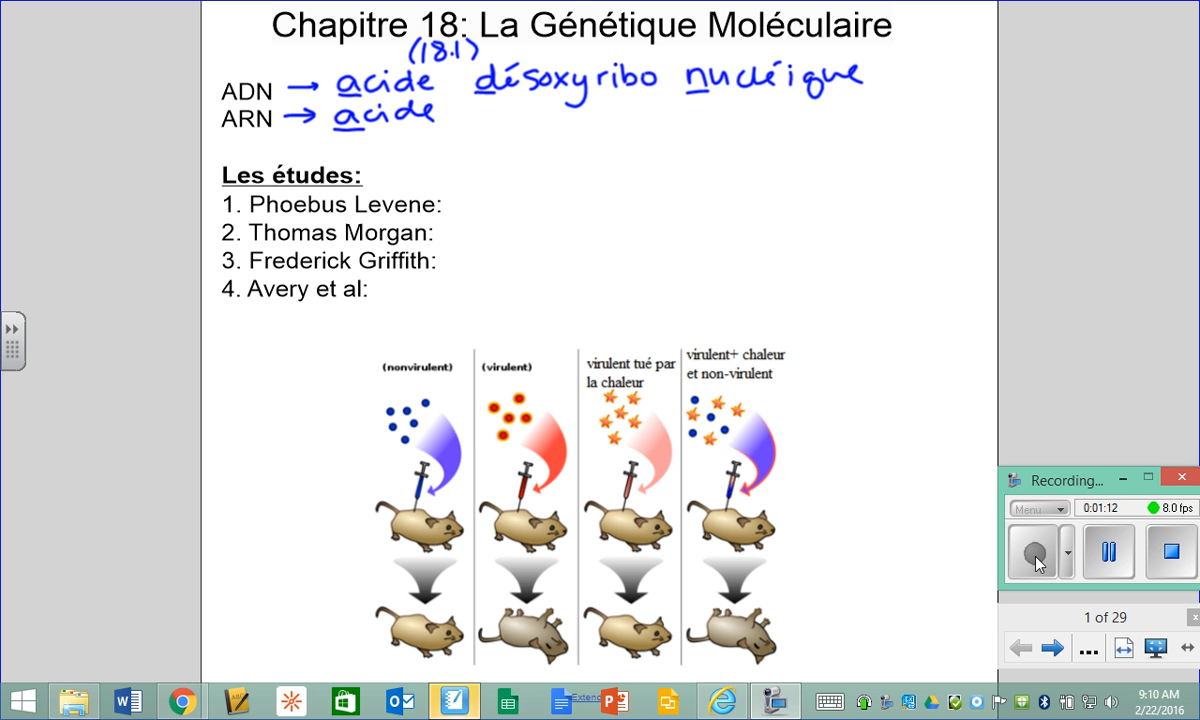 Chapitre 18: La Génétique Moléculaire
(18.1)
ADN → acide désoxyribo nucléique
ARN → acide
Les études:
1. Phoebus Levene:
2. Thomas Morgan:
3. Frederick Griffith:
4. Avery et al:
(nonvirulent)
(virulent)
virulent tué par
la chaleur
virulent+ chaleur
et non-virulent
Recording...
Menu
0:01:12
8.0 fps
1 of 29
Extend
9:10 AM
2/22/2016